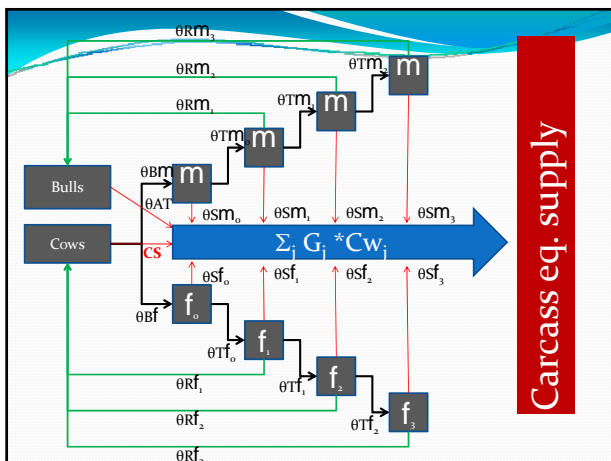 θRm₃
θTm₂
m
θRm₂
θTm₁
m
θRm₁
θTm₀
m
θBm
m
Bulls
θAT
θSm₀
θSm₁
θSm₂
θSm₃
Cows
CS
Σⱼ Gⱼ *Cwⱼ
θSf₀
θSf₁
θSf₂
θSf₃
θBf
f₀
θTf₀
f₁
θRf₁
θTf₁
f₂
θRf₂
θTf₂
f₃
Carcass eq. supply